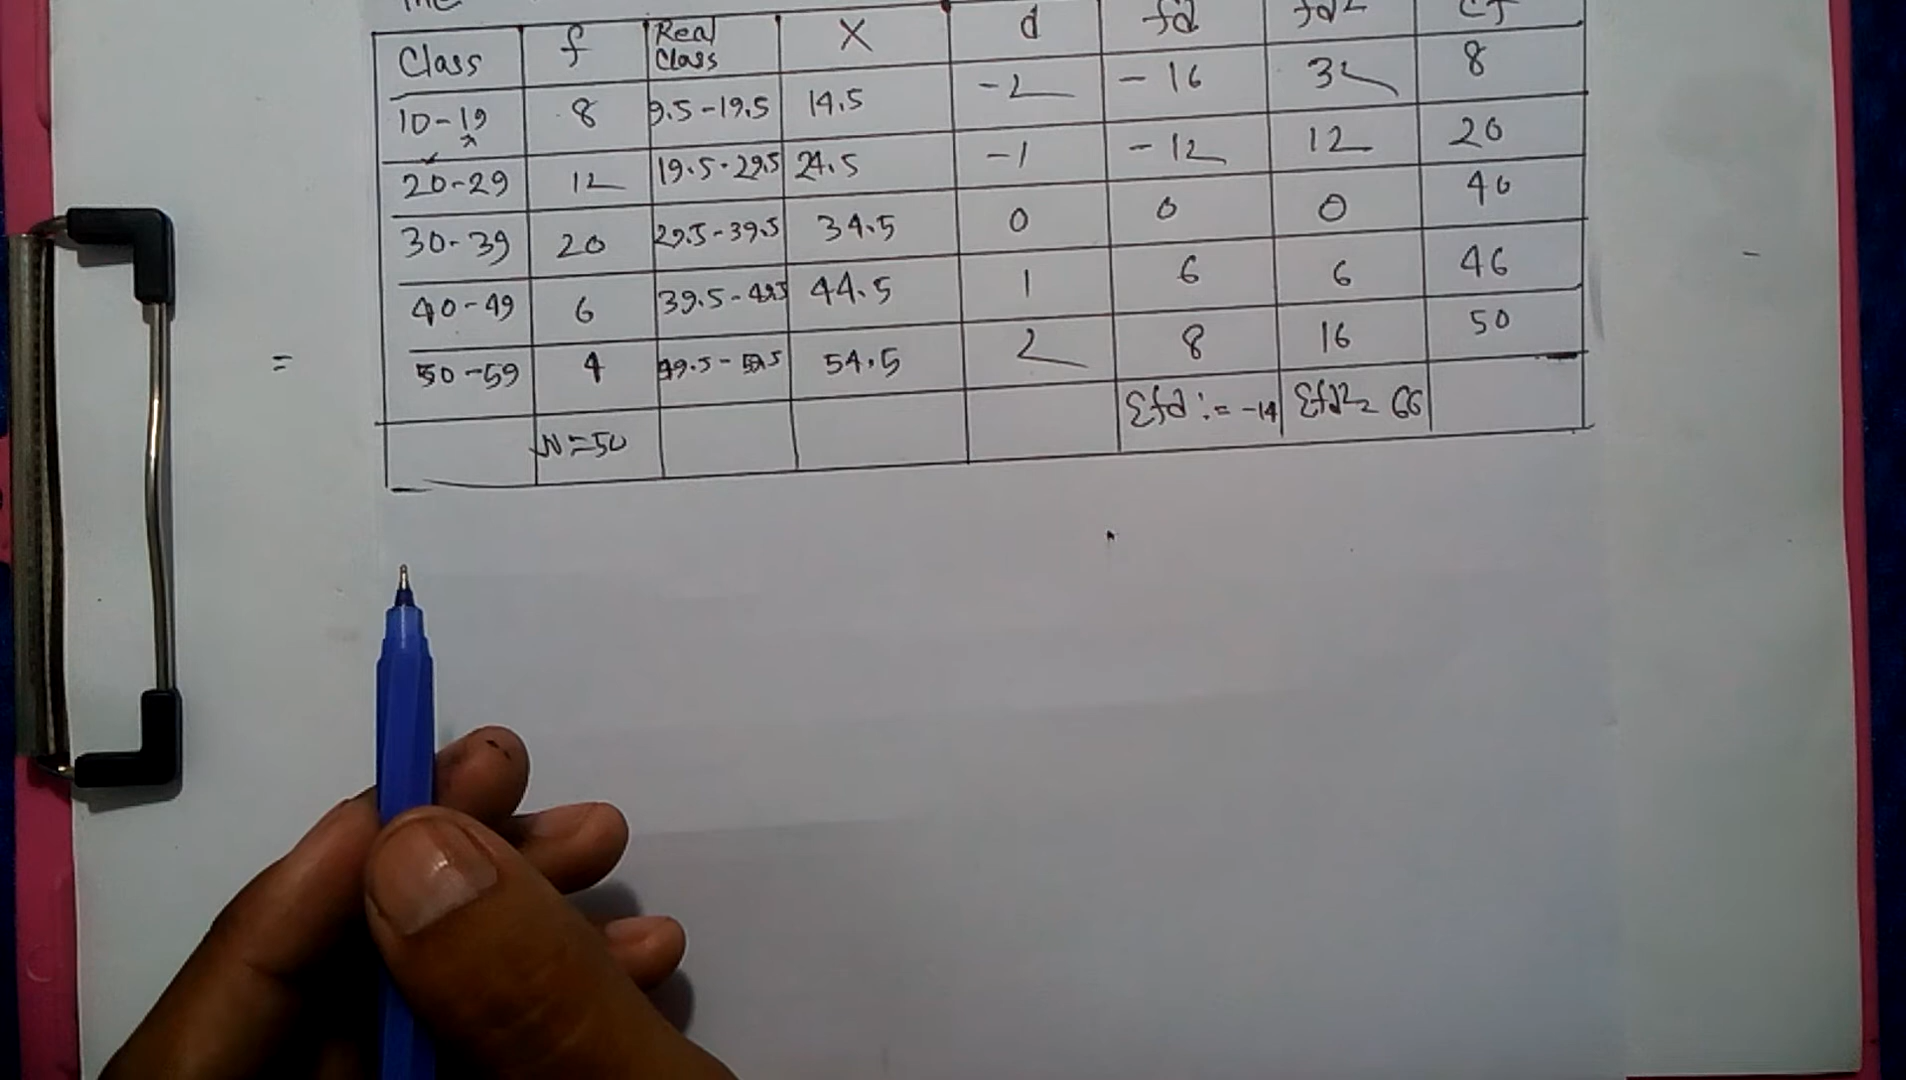 The
Class f Real Class X d fd fd² Cf
10-19 8 9.5-19.5 14.5 -2 -16 32 8
20-29 12 19.5-29.5 24.5 -1 -12 12 20
30-39 20 29.5-39.5 34.5 0 0 0 40
40-49 6 39.5-49.5 44.5 1 6 6 46
50-59 4 49.5-59.5 54.5 2 8 16 50
N=50 Σfd := -14 Σfd²= 66
=